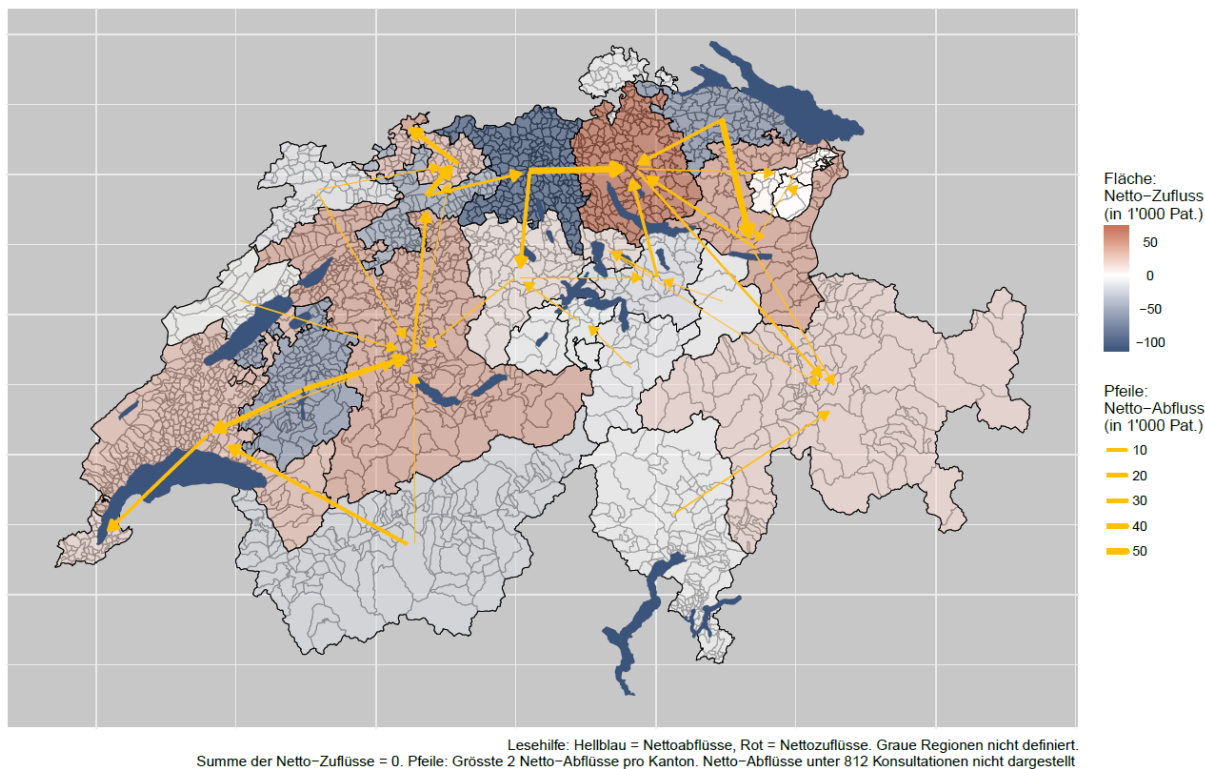 Fläche:
Netto−Zufluss
(in 1'000 Pat.)
50
0
−50
−100
Pfeile:
Netto−Abfluss
(in 1'000 Pat.)
10
20
30
40
50
Lesehilfe: Hellblau = Nettoabflüsse, Rot = Nettozuflüsse. Graue Regionen nicht definiert.
Summe der Netto−Zuflüsse = 0. Pfeile: Grösste 2 Netto−Abflüsse pro Kanton. Netto−Abflüsse unter 812 Konsultationen nicht dargestellt